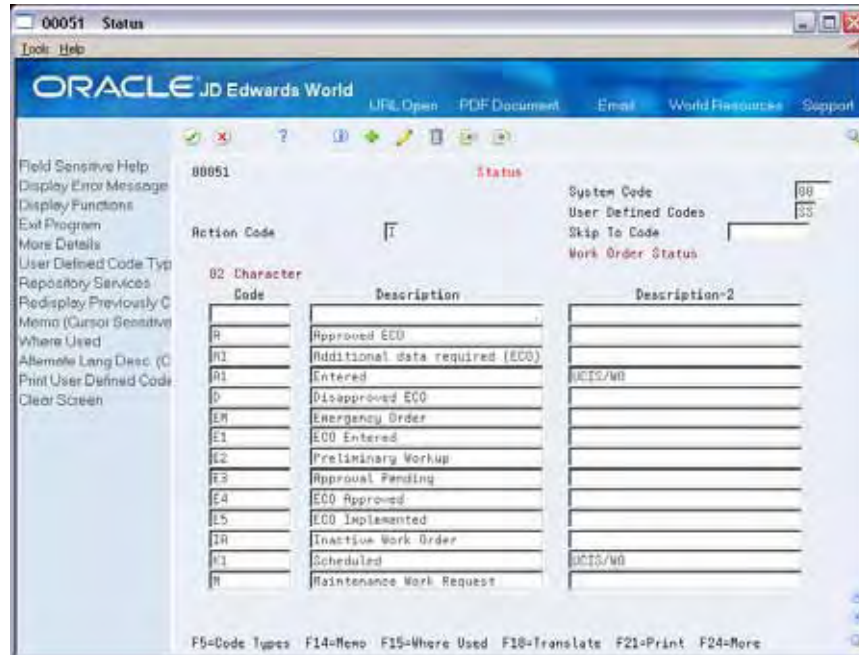 00051 Status
Tools Help
ORACLE JD Edwards World
URL Open PDF Document Email World Resources Support
Field Sensitive Help
Display Error Message
Display Functions
Exit Program
More Details
User Defined Code Typ
Repository Services
Redisplay Previously C
Memo (Cursor Sensitive
Where Used
Alternate Lang Desc. (C
Print User Defined Code
Clear Screen
00051 Status
System Code 00
User Defined Codes SS
Action Code I Skip To Code
Work Order Status
02 Character
Code Description Description-2
A Approved ECO
AI Additional data required (ECO)
A1 Entered UCIS/WO
D Disapproved ECO
EM Emergency Order
E1 ECO Entered
E2 Preliminary Workup
E3 Approval Pending
E4 ECO Approved
E5 ECO Implemented
IA Inactive Work Order
K1 Scheduled UCIS/WO
M Maintenance Work Request
F5=Code Types F14=Memo F15=Where Used F18=Translate F21=Print F24=More